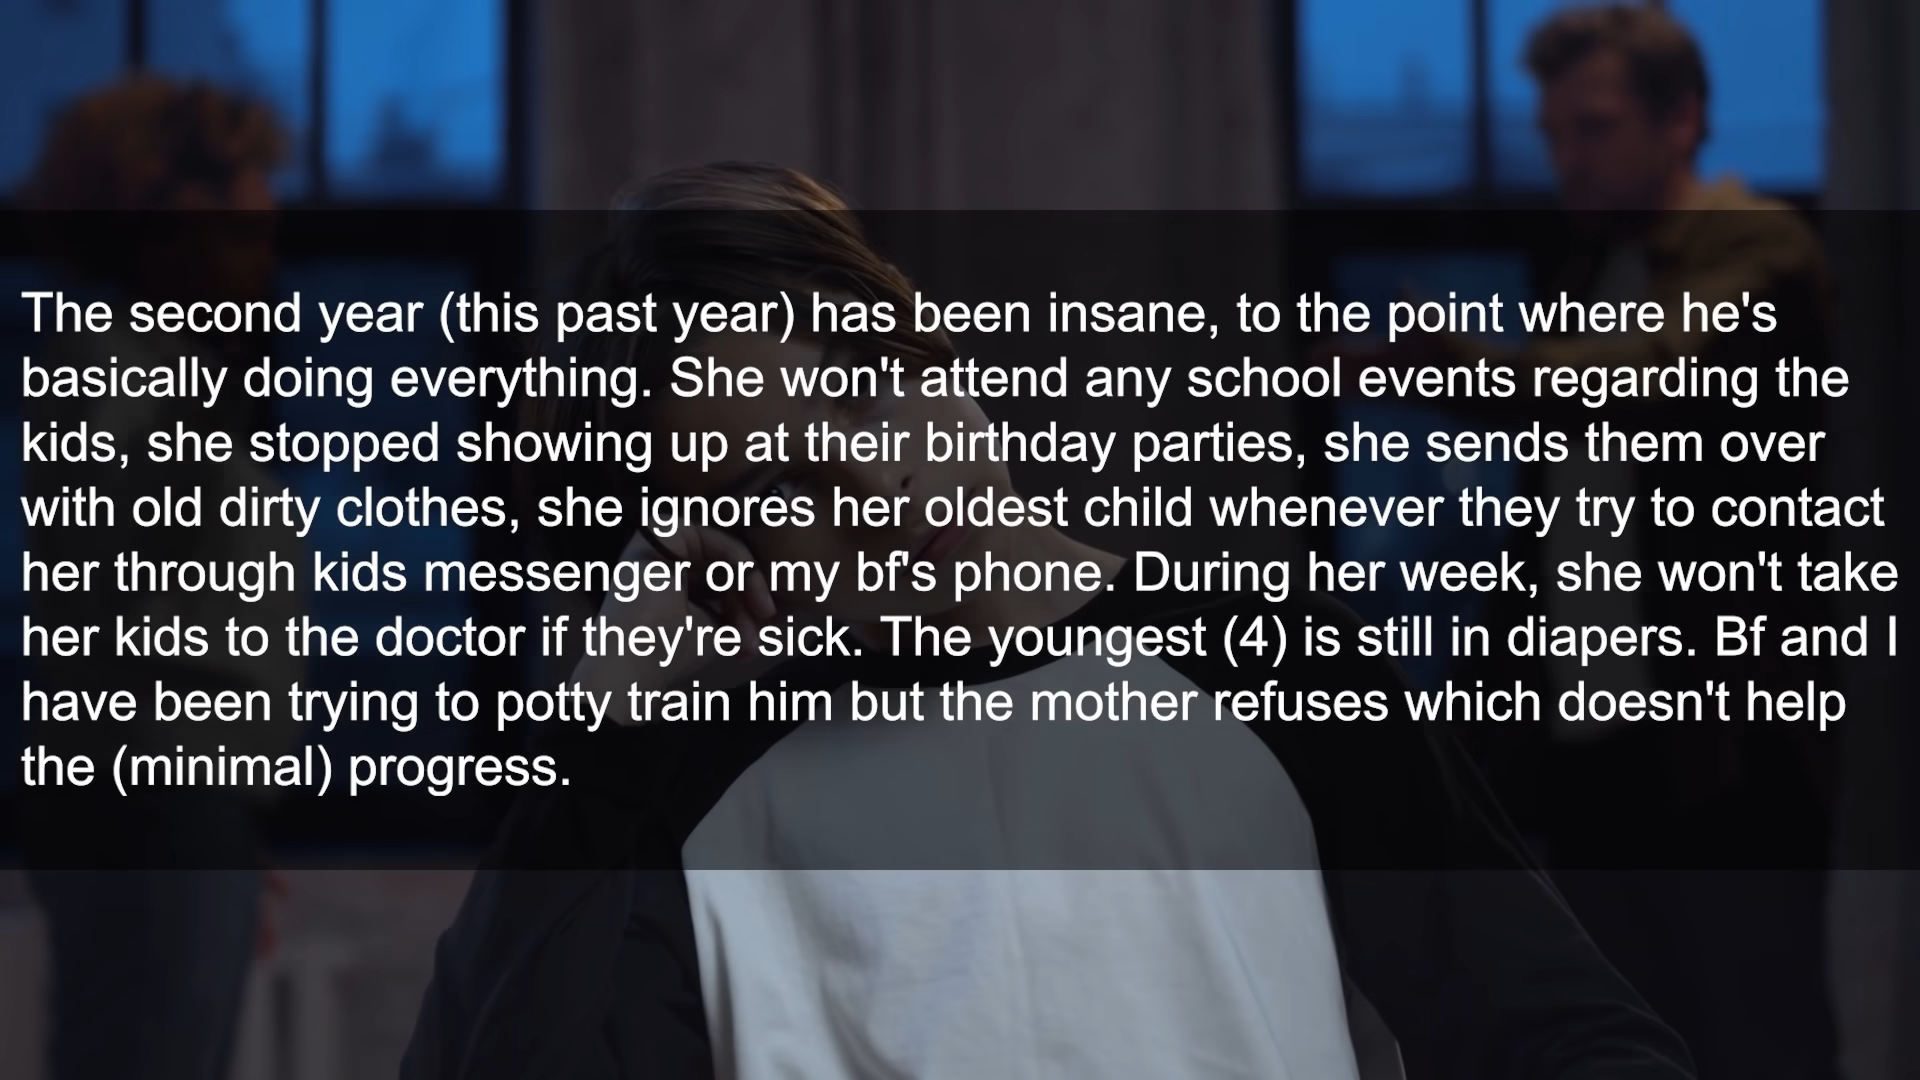 The second year (this past year) has been insane, to the point where he's
basically doing everything. She won't attend any school events regarding the
kids, she stopped showing up at their birthday parties, she sends them over
with old dirty clothes, she ignores her oldest child whenever they try to contact
her through kids messenger or my bf's phone. During her week, she won't take
her kids to the doctor if they're sick. The youngest (4) is still in diapers. Bf and I
have been trying to potty train him but the mother refuses which doesn't help
the (minimal) progress.